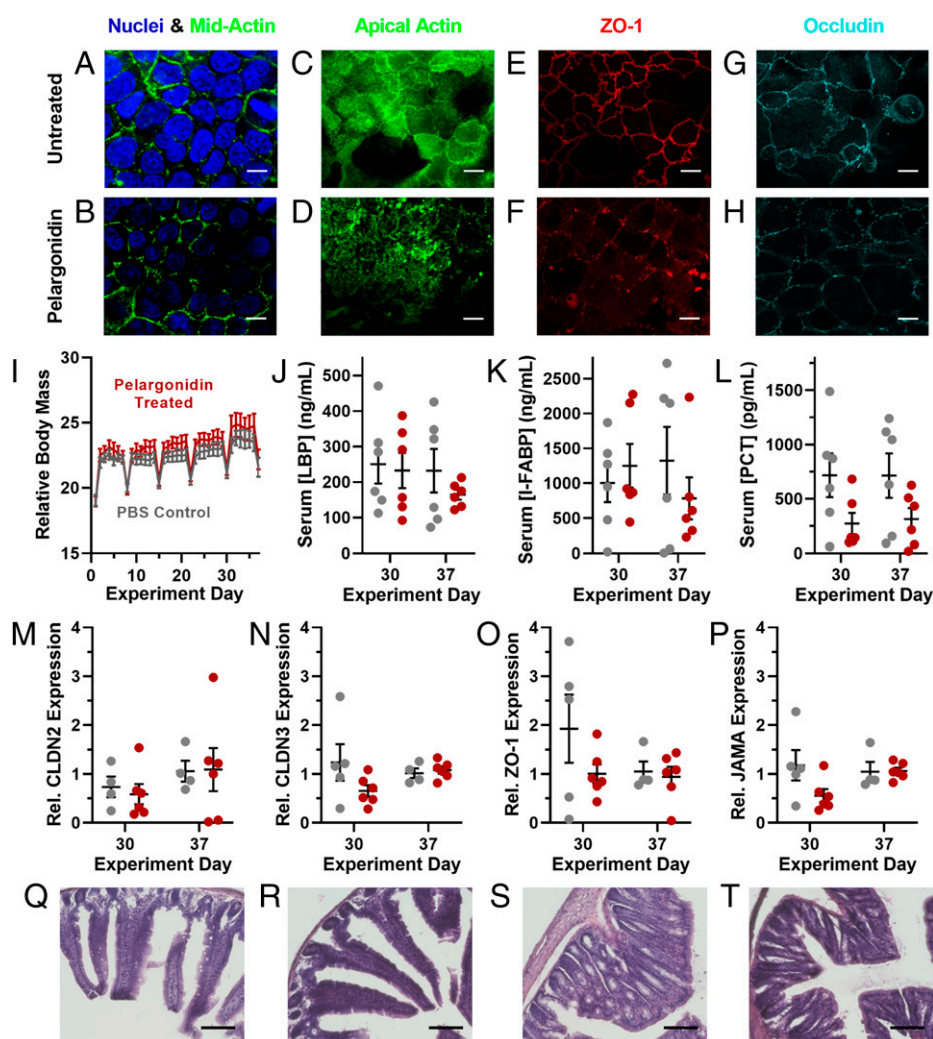 Nuclei & Mid-Actin Apical Actin ZO-1 Occludin
A C E G
Untreated
B D F H
Pelargonidin
I J K L
Relative Body Mass
30
25
20
15
Pelargonidin
Treated
PBS Control
0 10 20 30
Experiment Day
Serum [LBP] (ng/mL)
500
400
300
200
100
0
30 37
Experiment Day
Serum [I-FABP] (ng/mL)
2500
2000
1500
1000
500
0
30 37
Experiment Day
Serum [PCT] (pg/mL)
1500
1000
500
0
30 37
Experiment Day
M N O P
Rel. CLDN2 Expression
4
3
2
1
0
30 37
Experiment Day
Rel. CLDN3 Expression
4
3
2
1
0
30 37
Experiment Day
Rel. ZO-1 Expression
4
3
2
1
0
30 37
Experiment Day
Rel. JAMA Expression
4
3
2
1
0
30 37
Experiment Day
Q R S T